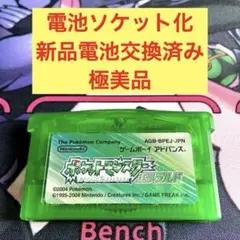 電池ソケット化
新品電池交換済み
極美品
The Pokémon Company
AGB-BPEJ-JPN
Nintendo
ゲームボーイアドバンス
ポケットモンスター
エメラルド
©2004 Pokémon
©1995-2004 Nintendo / Creatures inc. / GAME FREAK inc.
Bench